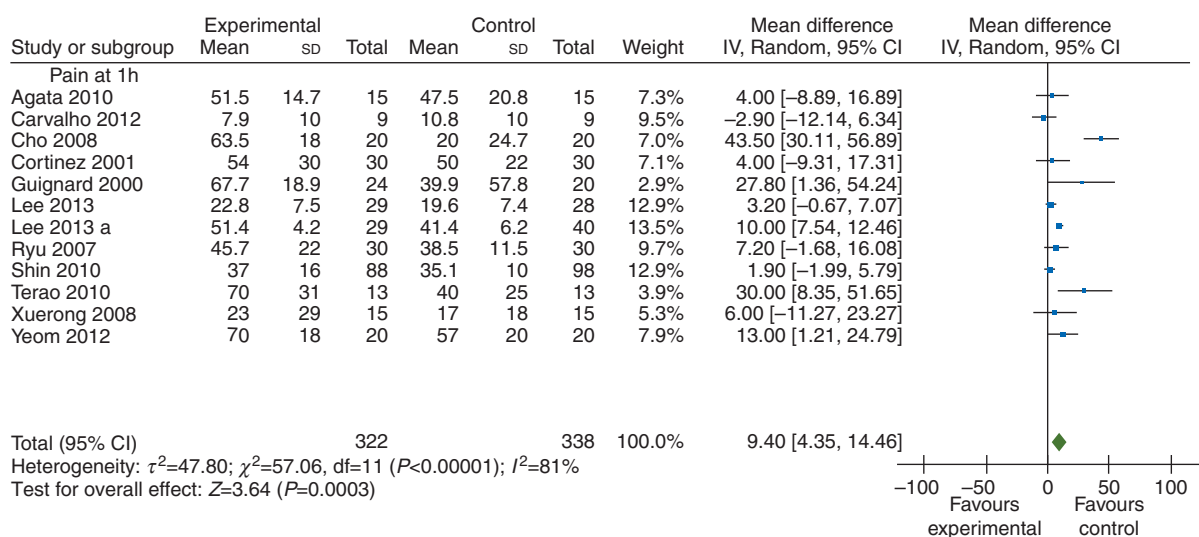 Experimental Control Mean difference Mean difference
Study or subgroup Mean SD Total Mean SD Total Weight IV, Random, 95% CI IV, Random, 95% CI
Pain at 1h
Agata 2010 51.5 14.7 15 47.5 20.8 15 7.3% 4.00 [–8.89, 16.89]
Carvalho 2012 7.9 10 9 10.8 10 9 9.5% –2.90 [–12.14, 6.34]
Cho 2008 63.5 18 20 20 24.7 20 7.0% 43.50 [30.11, 56.89]
Cortinez 2001 54 30 30 50 22 30 7.1% 4.00 [–9.31, 17.31]
Guignard 2000 67.7 18.9 24 39.9 57.8 20 2.9% 27.80 [1.36, 54.24]
Lee 2013 22.8 7.5 29 19.6 7.4 28 12.9% 3.20 [–0.67, 7.07]
Lee 2013 a 51.4 4.2 29 41.4 6.2 40 13.5% 10.00 [7.54, 12.46]
Ryu 2007 45.7 22 30 38.5 11.5 30 9.7% 7.20 [–1.68, 16.08]
Shin 2010 37 16 88 35.1 10 98 12.9% 1.90 [–1.99, 5.79]
Terao 2010 70 31 13 40 25 13 3.9% 30.00 [8.35, 51.65]
Xuerong 2008 23 29 15 17 18 15 5.3% 6.00 [–11.27, 23.27]
Yeom 2012 70 18 20 57 20 20 7.9% 13.00 [1.21, 24.79]
Total (95% CI) 322 338 100.0% 9.40 [4.35, 14.46]
Heterogeneity: τ²=47.80; χ²=57.06, df=11 (P<0.00001); I²=81%
Test for overall effect: Z=3.64 (P=0.0003)
–100 –50 0 50 100
Favours Favours
experimental control